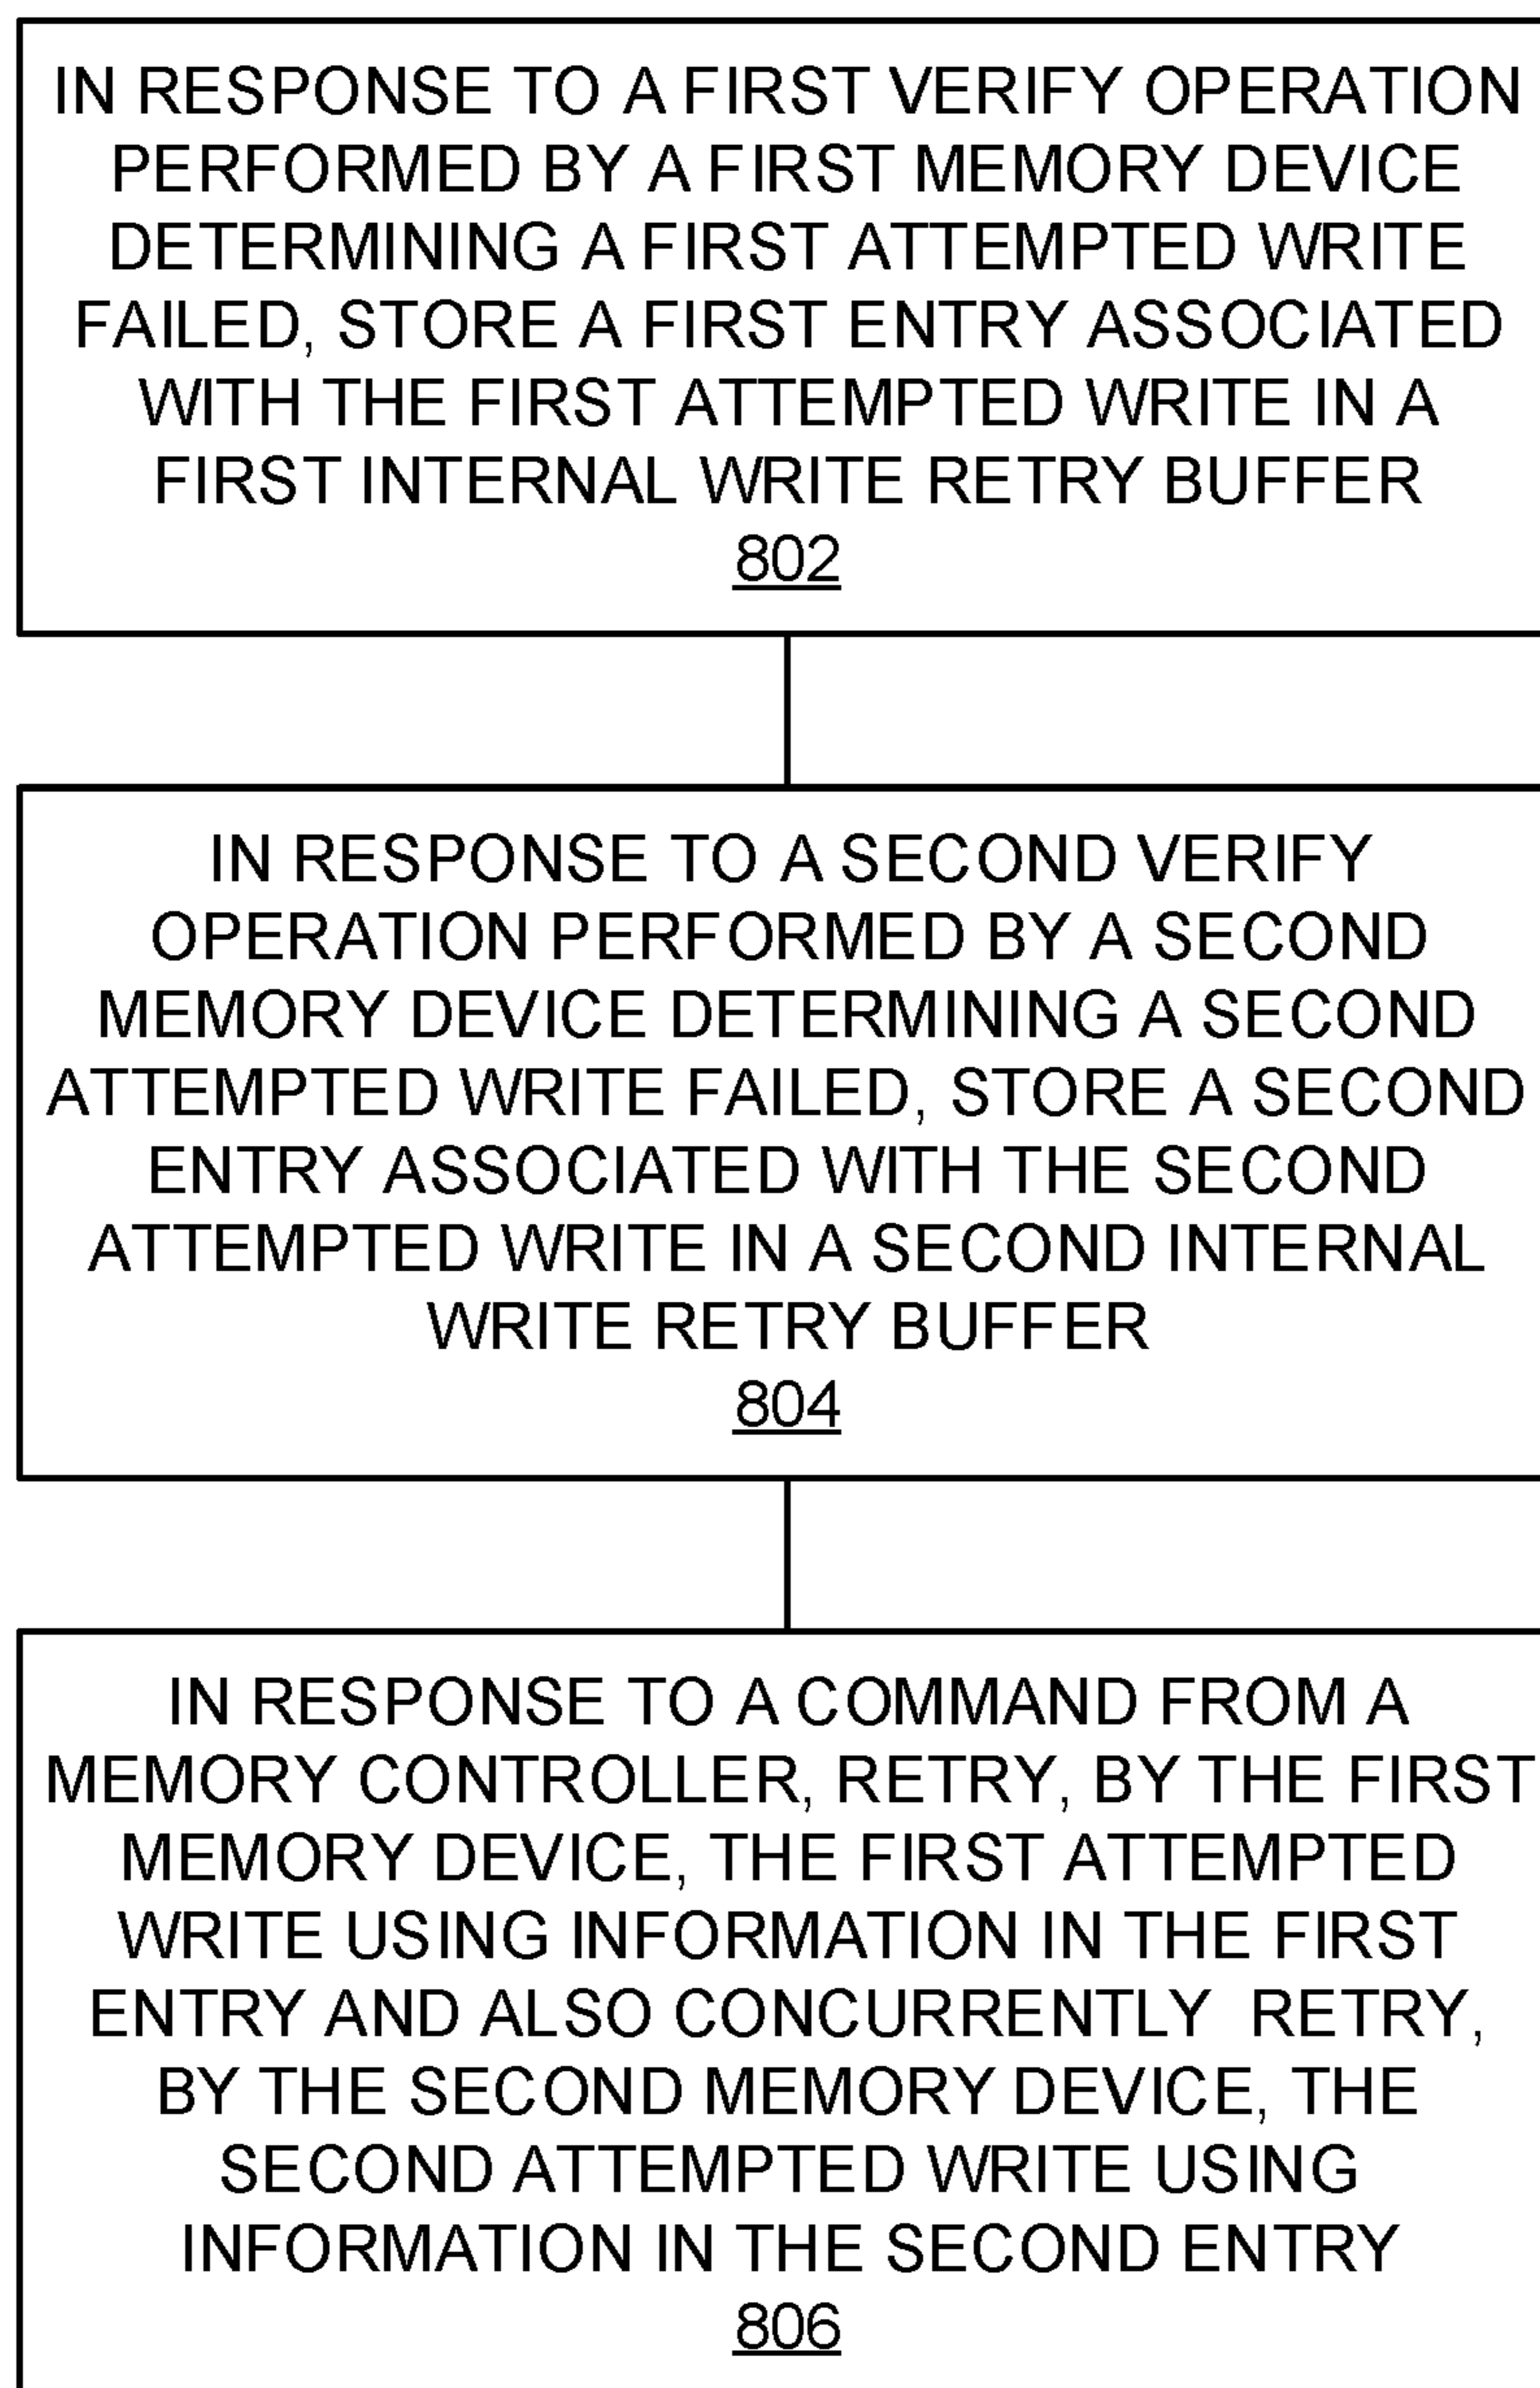 IN RESPONSE TO A FIRST VERIFY OPERATION
PERFORMED BY A FIRST MEMORY DEVICE
DETERMINING A FIRST ATTEMPTED WRITE
FAILED, STORE A FIRST ENTRY ASSOCIATED
WITH THE FIRST ATTEMPTED WRITE IN A
FIRST INTERNAL WRITE RETRY BUFFER
802
IN RESPONSE TO A SECOND VERIFY
OPERATION PERFORMED BY A SECOND
MEMORY DEVICE DETERMINING A SECOND
ATTEMPTED WRITE FAILED, STORE A SECOND
ENTRY ASSOCIATED WITH THE SECOND
ATTEMPTED WRITE IN A SECOND INTERNAL
WRITE RETRY BUFFER
804
IN RESPONSE TO A COMMAND FROM A
MEMORY CONTROLLER, RETRY, BY THE FIRST
MEMORY DEVICE, THE FIRST ATTEMPTED
WRITE USING INFORMATION IN THE FIRST
ENTRY AND ALSO CONCURRENTLY RETRY,
BY THE SECOND MEMORY DEVICE, THE
SECOND ATTEMPTED WRITE USING
INFORMATION IN THE SECOND ENTRY
806